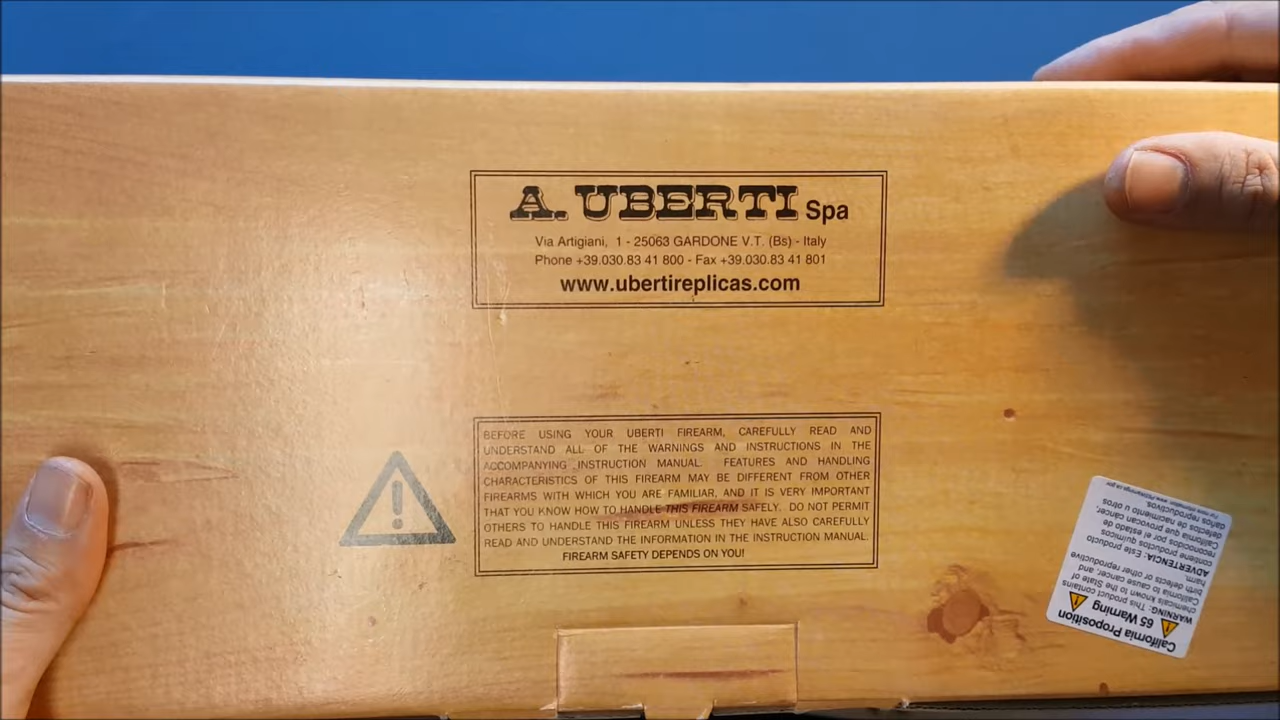 A. UBERTI Spa
Via Artigiani, 1 - 25063 GARDONE V.T. (Bs) - Italy
Phone +39.030.83 41 800 - Fax +39.030.83 41 801
www.ubertireplicas.com
BEFORE USING YOUR UBERTI FIREARM, CAREFULLY READ AND
UNDERSTAND ALL OF THE WARNINGS AND INSTRUCTIONS IN THE
ACCOMPANYING INSTRUCTION MANUAL. FEATURES AND HANDLING
CHARACTERISTICS OF THIS FIREARM MAY BE DIFFERENT FROM OTHER
FIREARMS WITH WHICH YOU ARE FAMILIAR, AND IT IS VERY IMPORTANT
THAT YOU KNOW HOW TO HANDLE THIS FIREARM SAFELY. DO NOT PERMIT
OTHERS TO HANDLE THIS FIREARM UNLESS THEY HAVE ALSO CAREFULLY
READ AND UNDERSTAND THE INFORMATION IN THE INSTRUCTION MANUAL.
FIREARM SAFETY DEPENDS ON YOU!
California Proposition
65 Warning
WARNING: This product contains
chemicals known to the State of
California to cause cancer, and
birth defects or other reproductive
harm.
ADVERTENCIA: Este producto
contiene productos químicos
reconocidos por el estado de
California que provocan cáncer,
defectos de nacimiento u otros
daños reproductivos.
For more information: www.P65Warnings.ca.gov